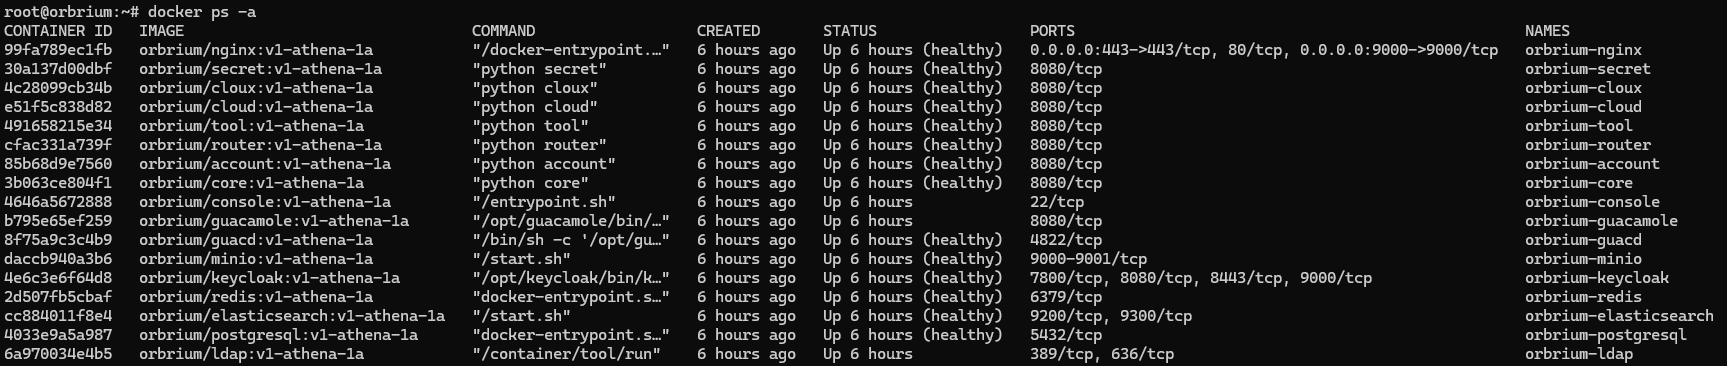 root@orbrium:~# docker ps -a
CONTAINER ID   IMAGE                              COMMAND                  CREATED       STATUS                 PORTS                                                 NAMES
99fa789ec1fb   orbrium/nginx:v1-athena-1a           "/docker-entrypoint.…"   6 hours ago   Up 6 hours (healthy)   0.0.0.0:443->443/tcp, 80/tcp, 0.0.0.0:9000->9000/tcp   orbrium-nginx
30a137d00dbf   orbrium/secret:v1-athena-1a          "python secret"          6 hours ago   Up 6 hours (healthy)   8080/tcp                                               orbrium-secret
4c28099cb34b   orbrium/cloux:v1-athena-1a           "python cloux"           6 hours ago   Up 6 hours (healthy)   8080/tcp                                               orbrium-cloux
e51f5c838d82   orbrium/cloud:v1-athena-1a           "python cloud"           6 hours ago   Up 6 hours (healthy)   8080/tcp                                               orbrium-cloud
491658215e34   orbrium/tool:v1-athena-1a            "python tool"            6 hours ago   Up 6 hours (healthy)   8080/tcp                                               orbrium-tool
cfac331a739f   orbrium/router:v1-athena-1a          "python router"          6 hours ago   Up 6 hours (healthy)   8080/tcp                                               orbrium-router
85b68d9e7560   orbrium/account:v1-athena-1a         "python account"         6 hours ago   Up 6 hours (healthy)   8080/tcp                                               orbrium-account
3b063ce804f1   orbrium/core:v1-athena-1a            "python core"            6 hours ago   Up 6 hours (healthy)   8080/tcp                                               orbrium-core
4646a5672888   orbrium/console:v1-athena-1a         "/entrypoint.sh"         6 hours ago   Up 6 hours             22/tcp                                                 orbrium-console
b795e65ef259   orbrium/guacamole:v1-athena-1a       "/opt/guacamole/bin/…"   6 hours ago   Up 6 hours             8080/tcp                                               orbrium-guacamole
8f75a9c3c4b9   orbrium/guacd:v1-athena-1a           "/bin/sh -c '/opt/gu…"   6 hours ago   Up 6 hours (healthy)   4822/tcp                                               orbrium-guacd
daccb940a3b6   orbrium/minio:v1-athena-1a           "/start.sh"              6 hours ago   Up 6 hours (healthy)   9000-9001/tcp                                          orbrium-minio
4e6c3e6f64d8   orbrium/keycloak:v1-athena-1a        "/opt/keycloak/bin/k…"   6 hours ago   Up 6 hours (healthy)   7800/tcp, 8080/tcp, 8443/tcp, 9000/tcp                 orbrium-keycloak
2d507fb5cbaf   orbrium/redis:v1-athena-1a           "docker-entrypoint.s…"   6 hours ago   Up 6 hours (healthy)   6379/tcp                                               orbrium-redis
cc884011f8e4   orbrium/elasticsearch:v1-athena-1a   "/start.sh"              6 hours ago   Up 6 hours (healthy)   9200/tcp, 9300/tcp                                     orbrium-elasticsearch
4033e9a5a987   orbrium/postgresql:v1-athena-1a      "docker-entrypoint.s…"   6 hours ago   Up 6 hours (healthy)   5432/tcp                                               orbrium-postgresql
6a970034e4b5   orbrium/ldap:v1-athena-1a            "/container/tool/run"    6 hours ago   Up 6 hours             389/tcp, 636/tcp                                       orbrium-ldap